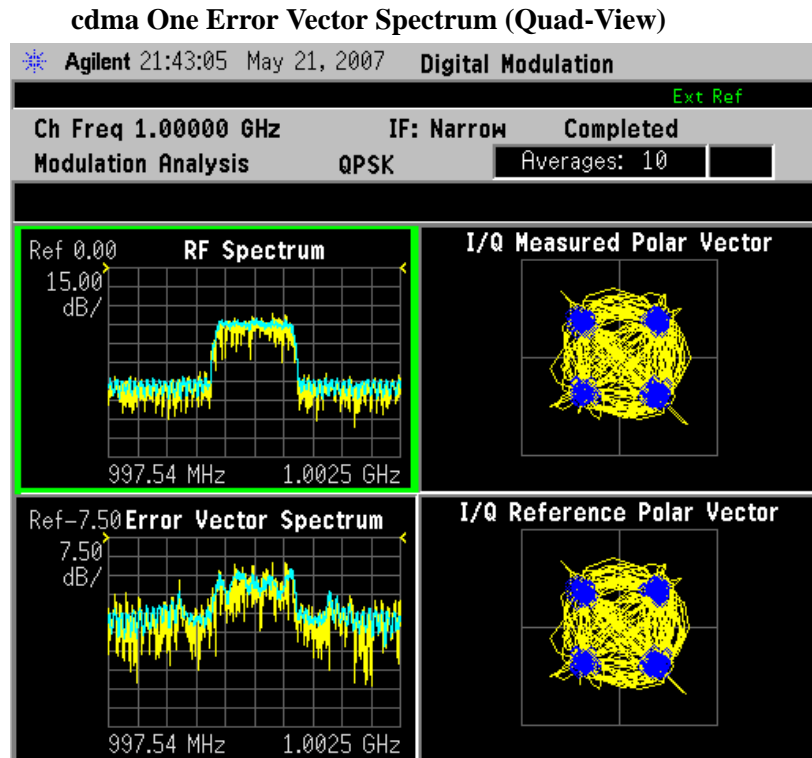 cdma One Error Vector Spectrum (Quad-View)
Agilent 21:43:05 May 21, 2007 Digital Modulation
Ext Ref
Ch Freq 1.00000 GHz IF: Narrow Completed
Modulation Analysis QPSK Averages: 10
Ref 0.00 RF Spectrum
15.00
dB/
997.54 MHz 1.0025 GHz
I/Q Measured Polar Vector
Ref-7.50 Error Vector Spectrum
7.50
dB/
997.54 MHz 1.0025 GHz
I/Q Reference Polar Vector